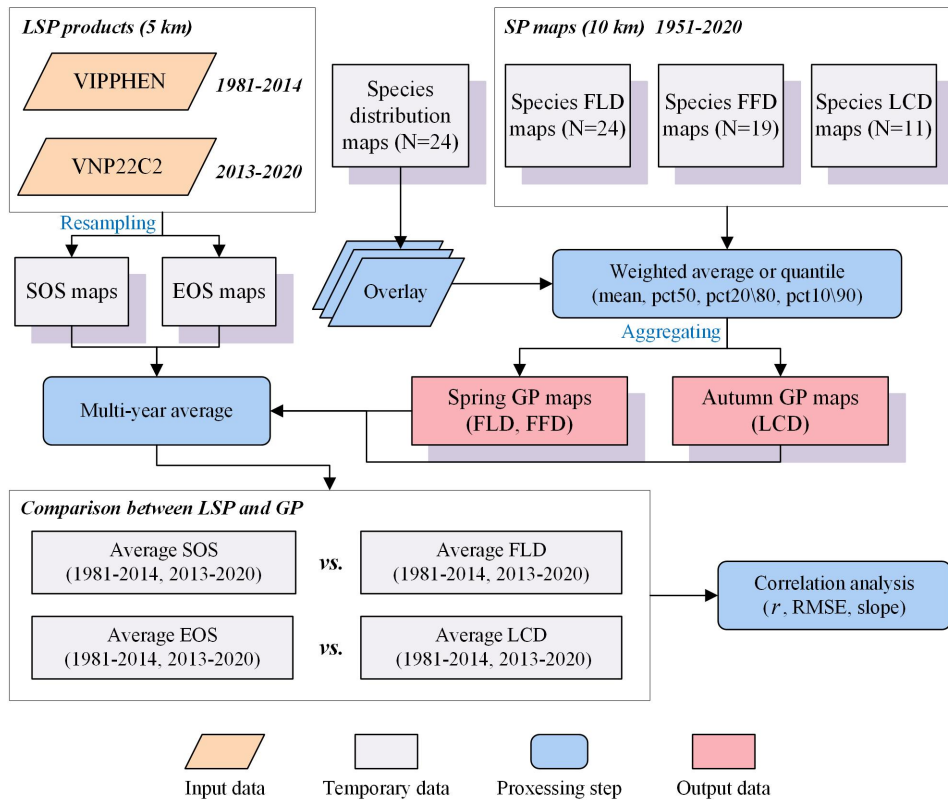 LSP products (5 km)
VIPPHEN
1981-2014
VNP22C2
2013-2020
Resampling
SOS maps
EOS maps
Species
distribution
maps (N=24)
SP maps (10 km)  1951-2020
Species FLD
maps (N=24)
Species FFD
maps (N=19)
Species LCD
maps (N=11)
Overlay
Weighted average or quantile
(mean, pct50, pct20\80, pct10\90)
Aggregating
Multi-year average
Spring GP maps
(FLD, FFD)
Autumn GP maps
(LCD)
Comparison between LSP and GP
Average SOS
(1981-2014, 2013-2020)
vs.
Average FLD
(1981-2014, 2013-2020)
Average EOS
(1981-2014, 2013-2020)
vs.
Average LCD
(1981-2014, 2013-2020)
Correlation analysis
(r, RMSE, slope)
Input data
Temporary data
Proxessing step
Output data